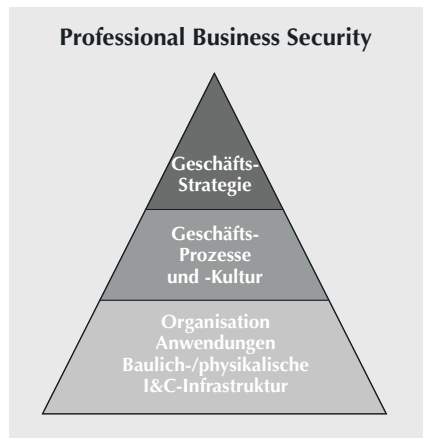 Professional Business Security
Geschäfts-
Strategie
Geschäfts-
Prozesse
und -Kultur
Organisation
Anwendungen
Baulich-/physikalische
I&C-Infrastruktur